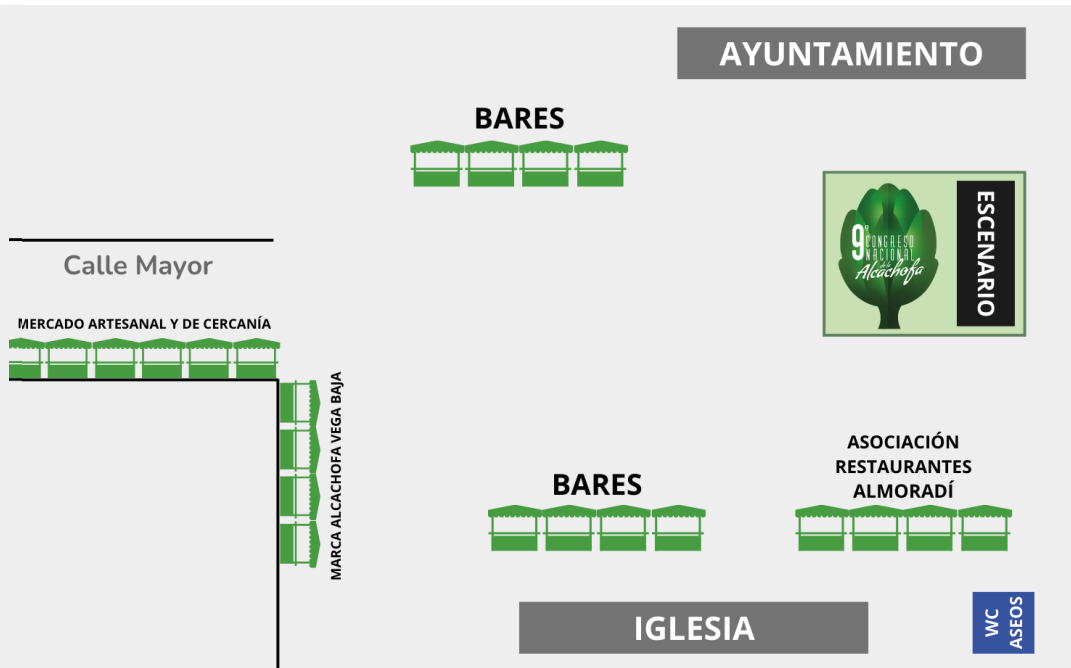 AYUNTAMIENTO
BARES
ESCENARIO
9º CONGRESO
NACIONAL
de la
Alcachofa
Calle Mayor
MERCADO ARTESANAL Y DE CERCANÍA
MARCA ALCACHOFA VEGA BAJA
BARES
ASOCIACIÓN
RESTAURANTES
ALMORADÍ
IGLESIA
WC
ASEOS